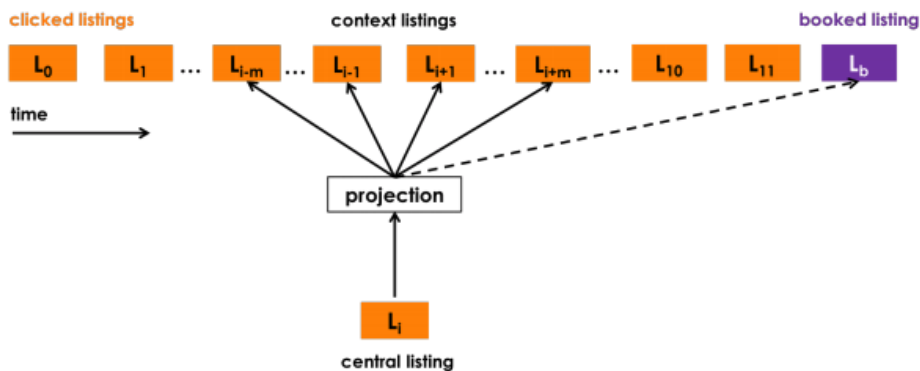 clicked listings context listings booked listing
L0 L1 ... Li-m ... Li-1 Li+1 ... Li+m ... L10 L11 Lb
time
projection
Li
central listing